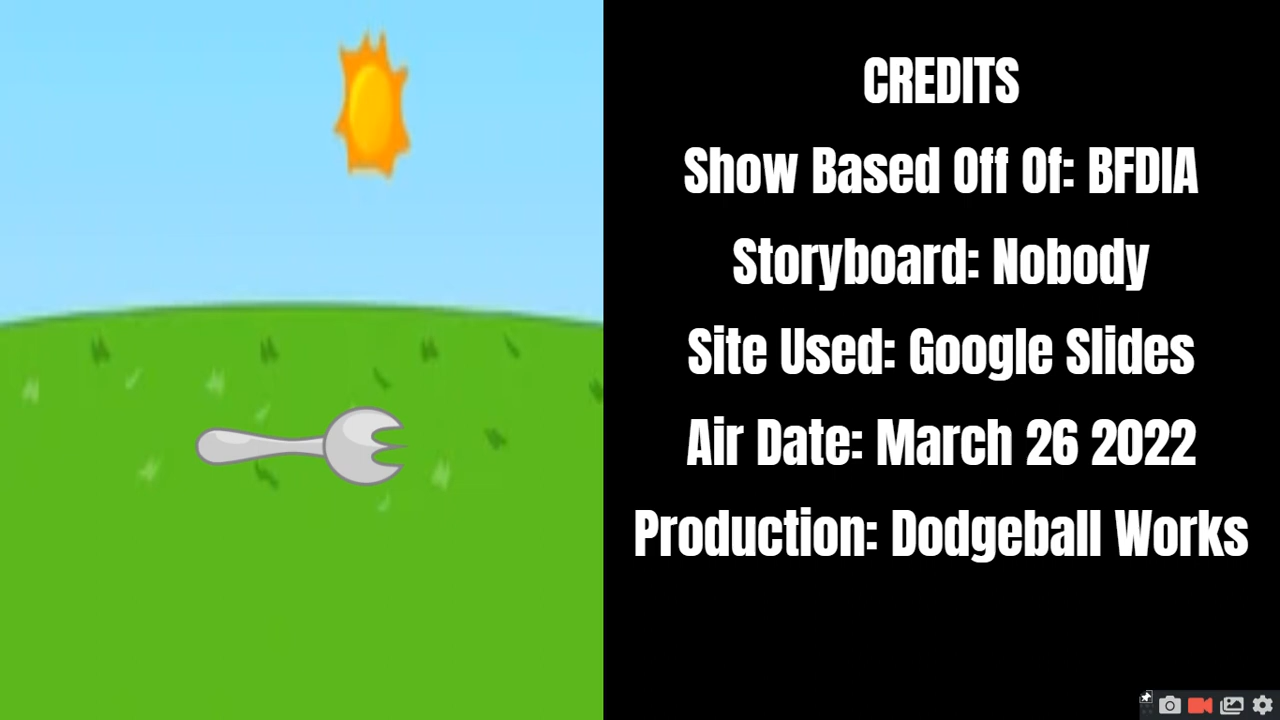 CREDITS
Show Based Off Of: BFDIA
Storyboard: Nobody
Site Used: Google Slides
Air Date: March 26 2022
Production: Dodgeball Works